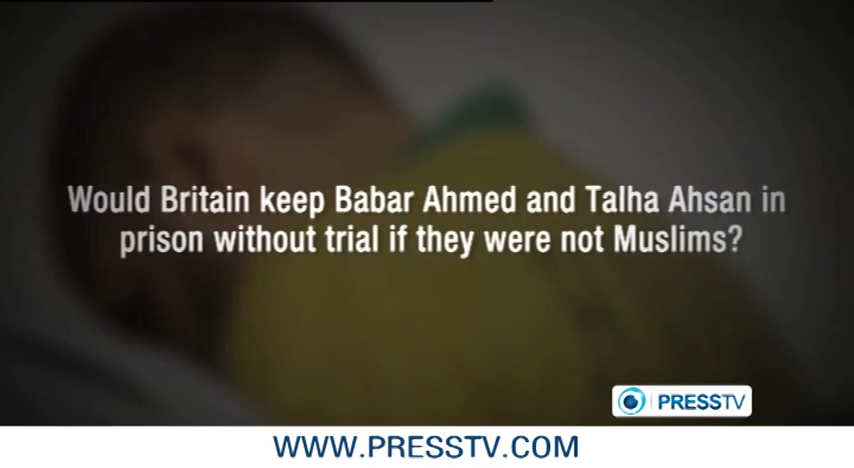 Would Britain keep Babar Ahmed and Talha Ahsan in
prison without trial if they were not Muslims?
PRESSTV
WWW.PRESSTV.COM